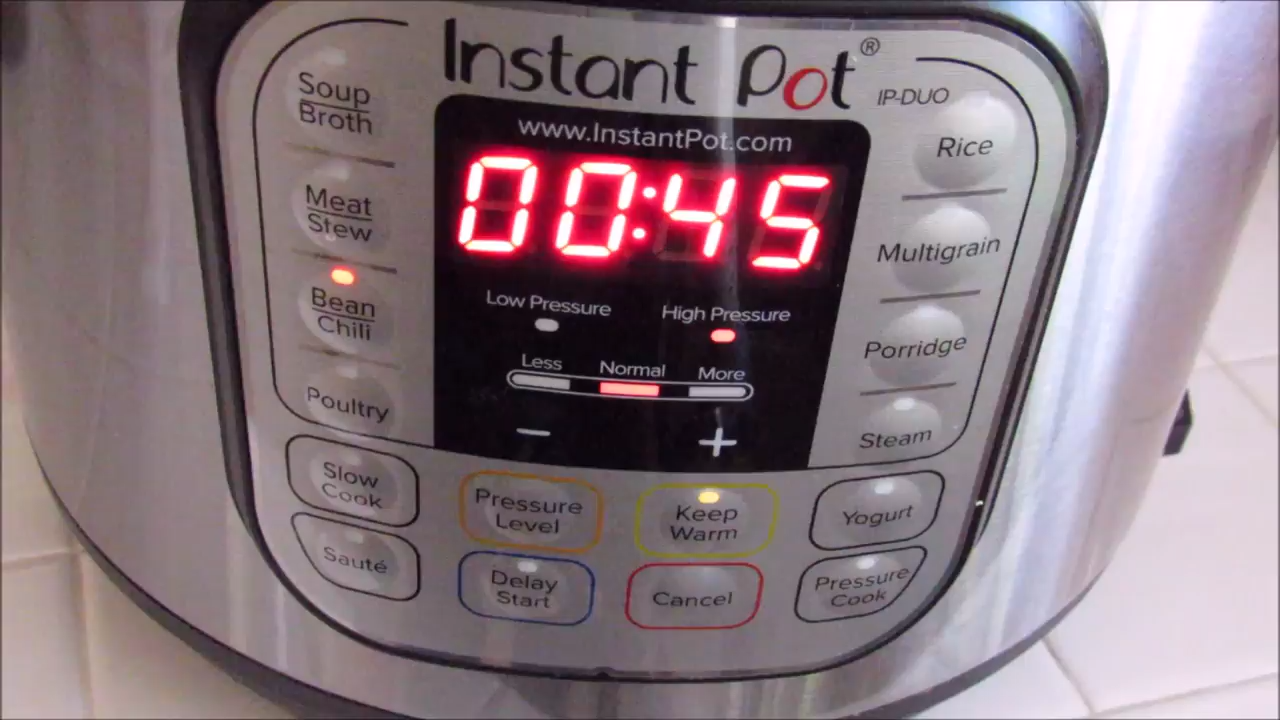 Instant Pot®
IP-DUO
www.InstantPot.com
00:45
Low Pressure
High Pressure
Less
Normal
More
− +
Soup
Broth
Meat
Stew
Bean
Chili
Poultry
Rice
Multigrain
Porridge
Steam
Slow
Cook
Pressure
Level
Keep
Warm
Yogurt
Sauté
Delay
Start
Cancel
Pressure
Cook